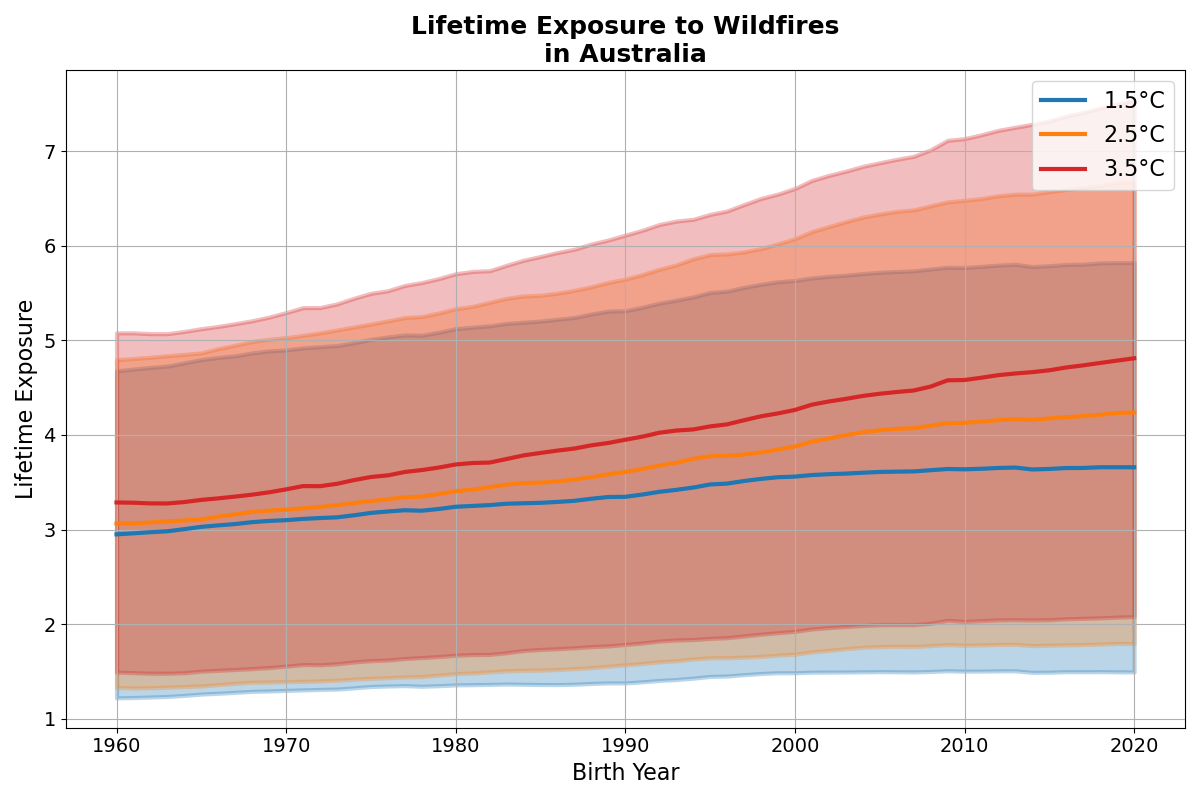 Lifetime Exposure to Wildfires
in Australia
1.5°C
2.5°C
3.5°C
Lifetime Exposure
7
6
5
4
3
2
1
1960 1970 1980 1990 2000 2010 2020
Birth Year